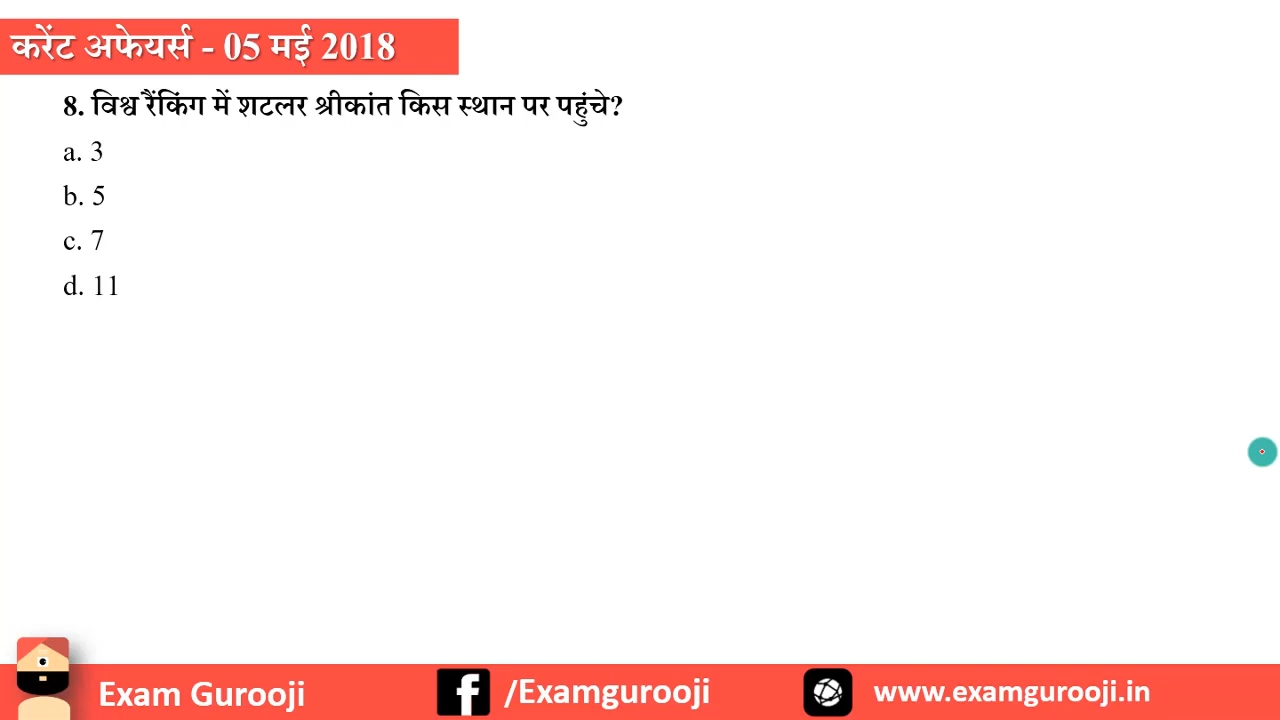 करेंट अफेयर्स - 05 मई 2018
8. विश्व रैंकिंग में शटलर श्रीकांत किस स्थान पर पहुंचे?
a. 3
b. 5
c. 7
d. 11
Exam Gurooji
/Examgurooji
www.examgurooji.in